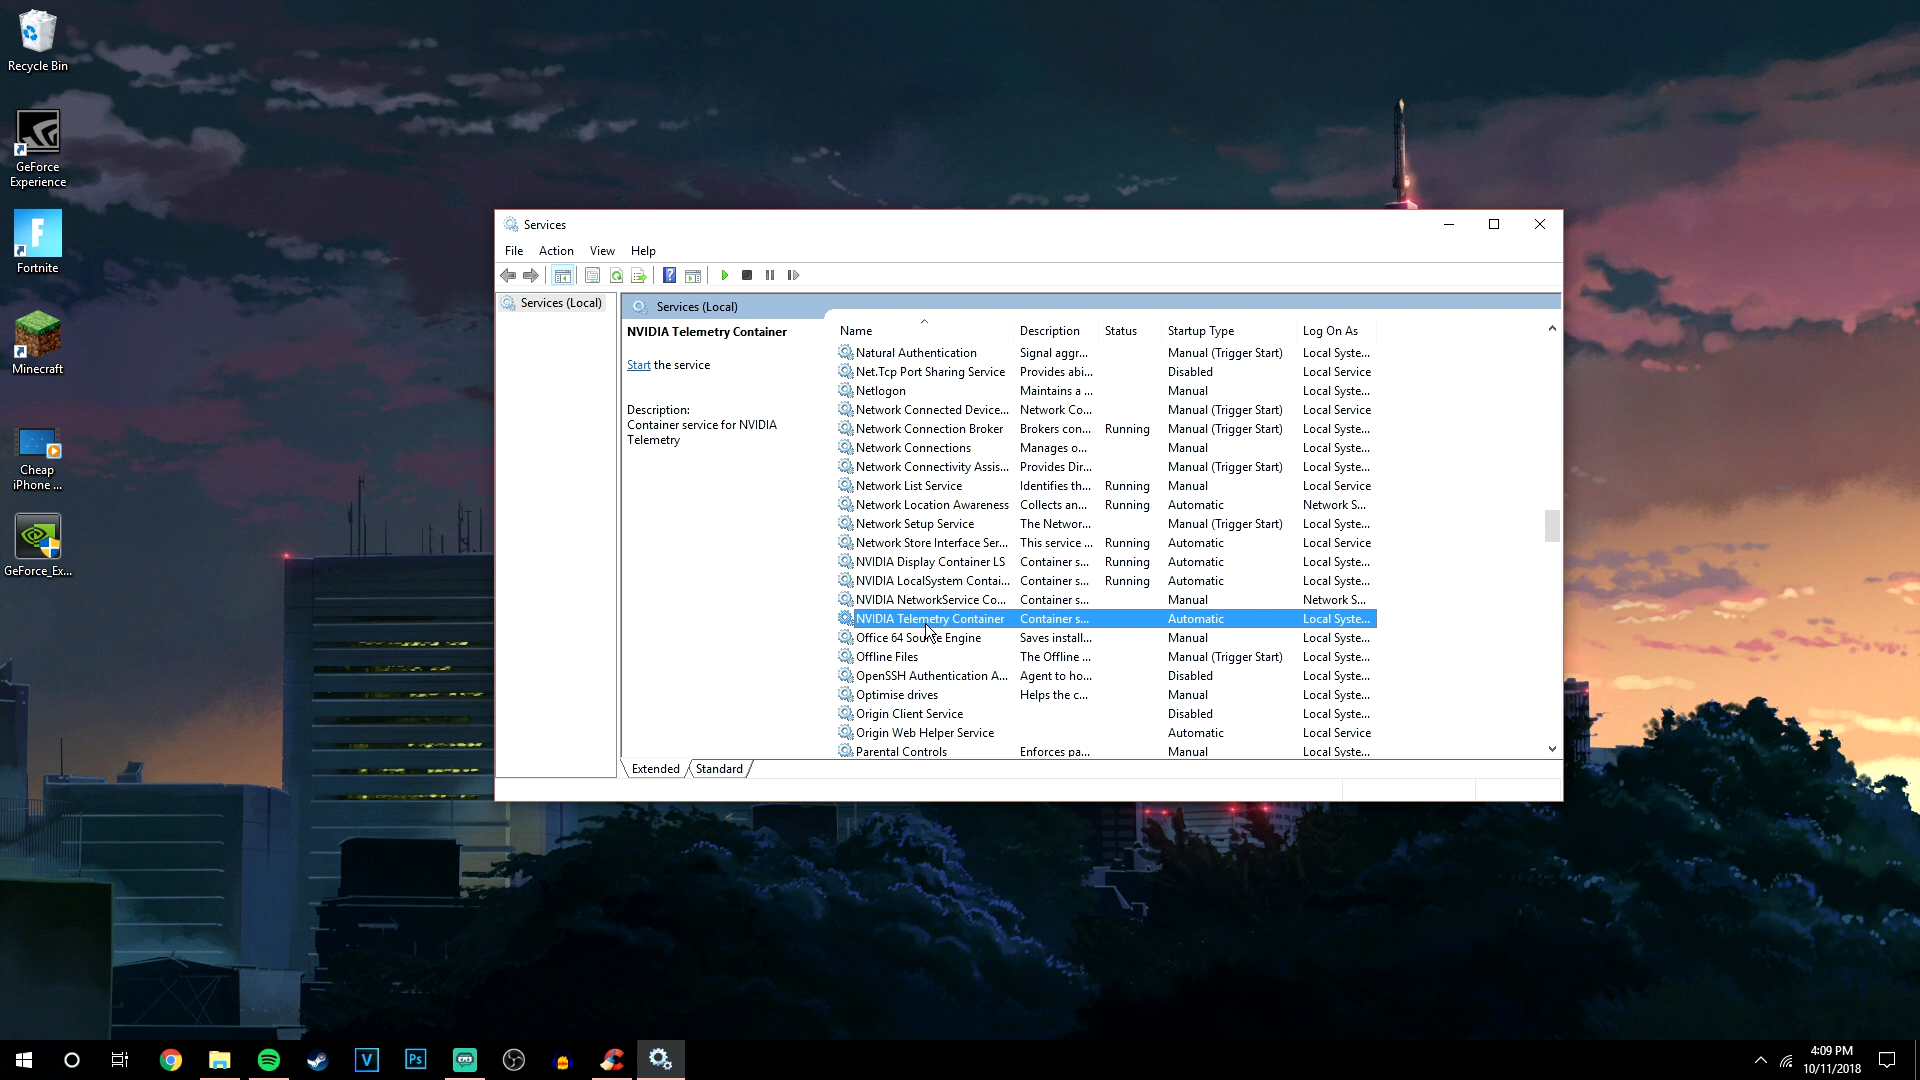 Recycle Bin
GeForce
Experience
Fortnite
Minecraft
Cheap
iPhone ...
GeForce_Ex...
Services
File Action View Help
Services (Local)
Services (Local)
NVIDIA Telemetry Container
Start the service
Description:
Container service for NVIDIA
Telemetry
Name Description Status Startup Type Log On As
Natural Authentication Signal aggr... Manual (Trigger Start) Local Syste...
Net.Tcp Port Sharing Service Provides abi... Disabled Local Service
Netlogon Maintains a ... Manual Local Syste...
Network Connected Device... Network Co... Manual (Trigger Start) Local Service
Network Connection Broker Brokers con... Running Manual (Trigger Start) Local Syste...
Network Connections Manages o... Manual Local Syste...
Network Connectivity Assis... Provides Dir... Manual (Trigger Start) Local Syste...
Network List Service Identifies th... Running Manual Local Service
Network Location Awareness Collects an... Running Automatic Network S...
Network Setup Service The Networ... Manual (Trigger Start) Local Syste...
Network Store Interface Ser... This service ... Running Automatic Local Service
NVIDIA Display Container LS Container s... Running Automatic Local Syste...
NVIDIA LocalSystem Contai... Container s... Running Automatic Local Syste...
NVIDIA NetworkService Co... Container s... Manual Network S...
NVIDIA Telemetry Container Container s... Automatic Local Syste...
Office 64 Source Engine Saves install... Manual Local Syste...
Offline Files The Offline ... Manual (Trigger Start) Local Syste...
OpenSSH Authentication A... Agent to ho... Disabled Local Syste...
Optimise drives Helps the c... Manual Local Syste...
Origin Client Service Disabled Local Syste...
Origin Web Helper Service Automatic Local Service
Parental Controls Enforces pa... Manual Local Syste...
Extended Standard
4:09 PM
10/11/2018